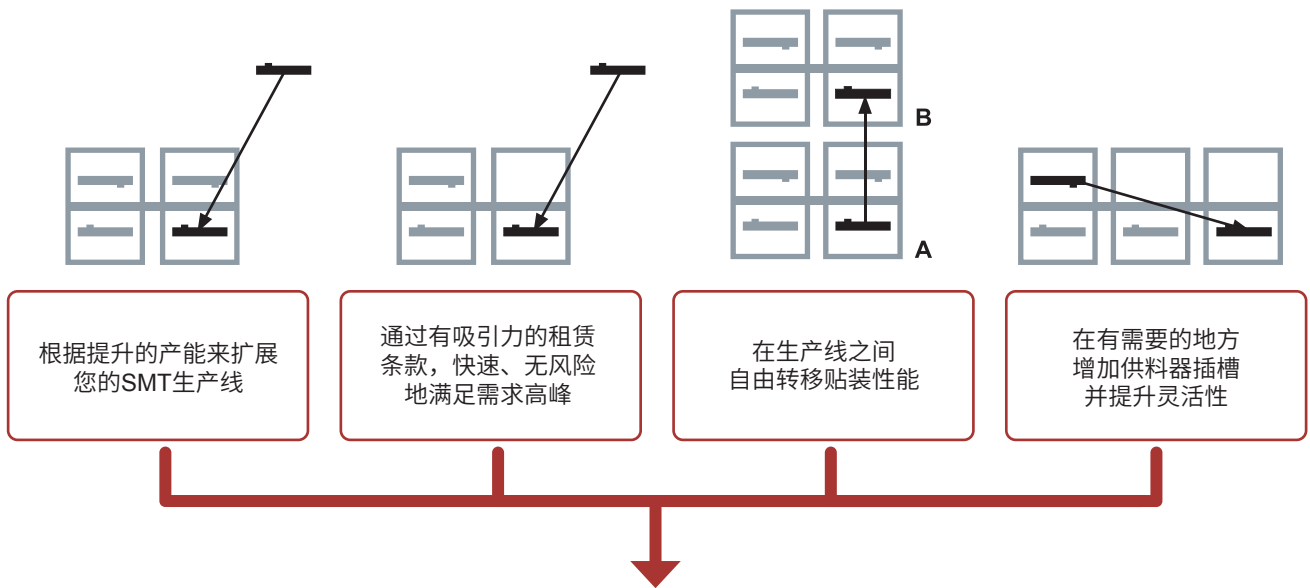 B
A
根据提升的产能来扩展
您的SMT生产线
通过有吸引力的租赁
条款，快速、无风险
地满足需求高峰
在生产线之间
自由转移贴装性能
在有需要的地方
增加供料器插槽
并提升灵活性